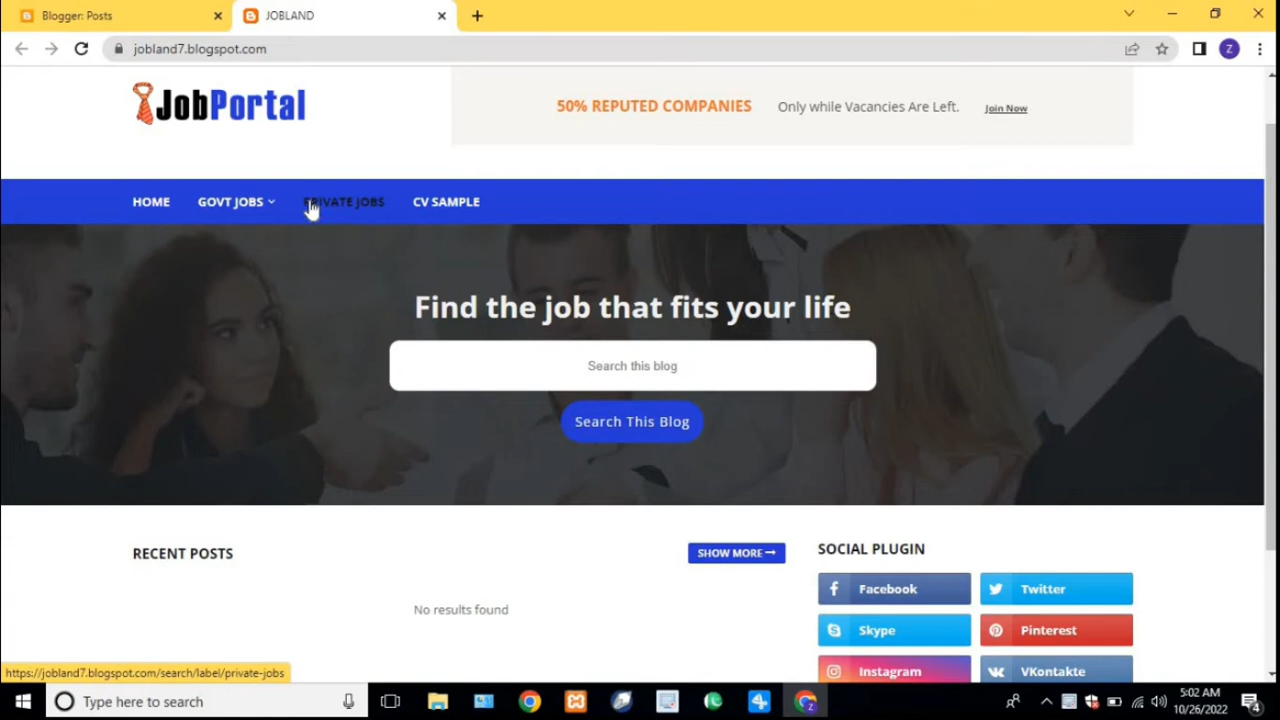 Blogger: Posts
JOBLAND
jobland7.blogspot.com
Z
JobPortal
50% REPUTED COMPANIES Only while Vacancies Are Left. Join Now
HOME GOVT JOBS PRIVATE JOBS CV SAMPLE
Find the job that fits your life
Search this blog
Search This Blog
RECENT POSTS
SHOW MORE
SOCIAL PLUGIN
Facebook
Twitter
No results found
Skype
Pinterest
Instagram
VKontakte
https://jobland7.blogspot.com/search/label/private-jobs
Type here to search
5:02 AM
10/26/2022
4